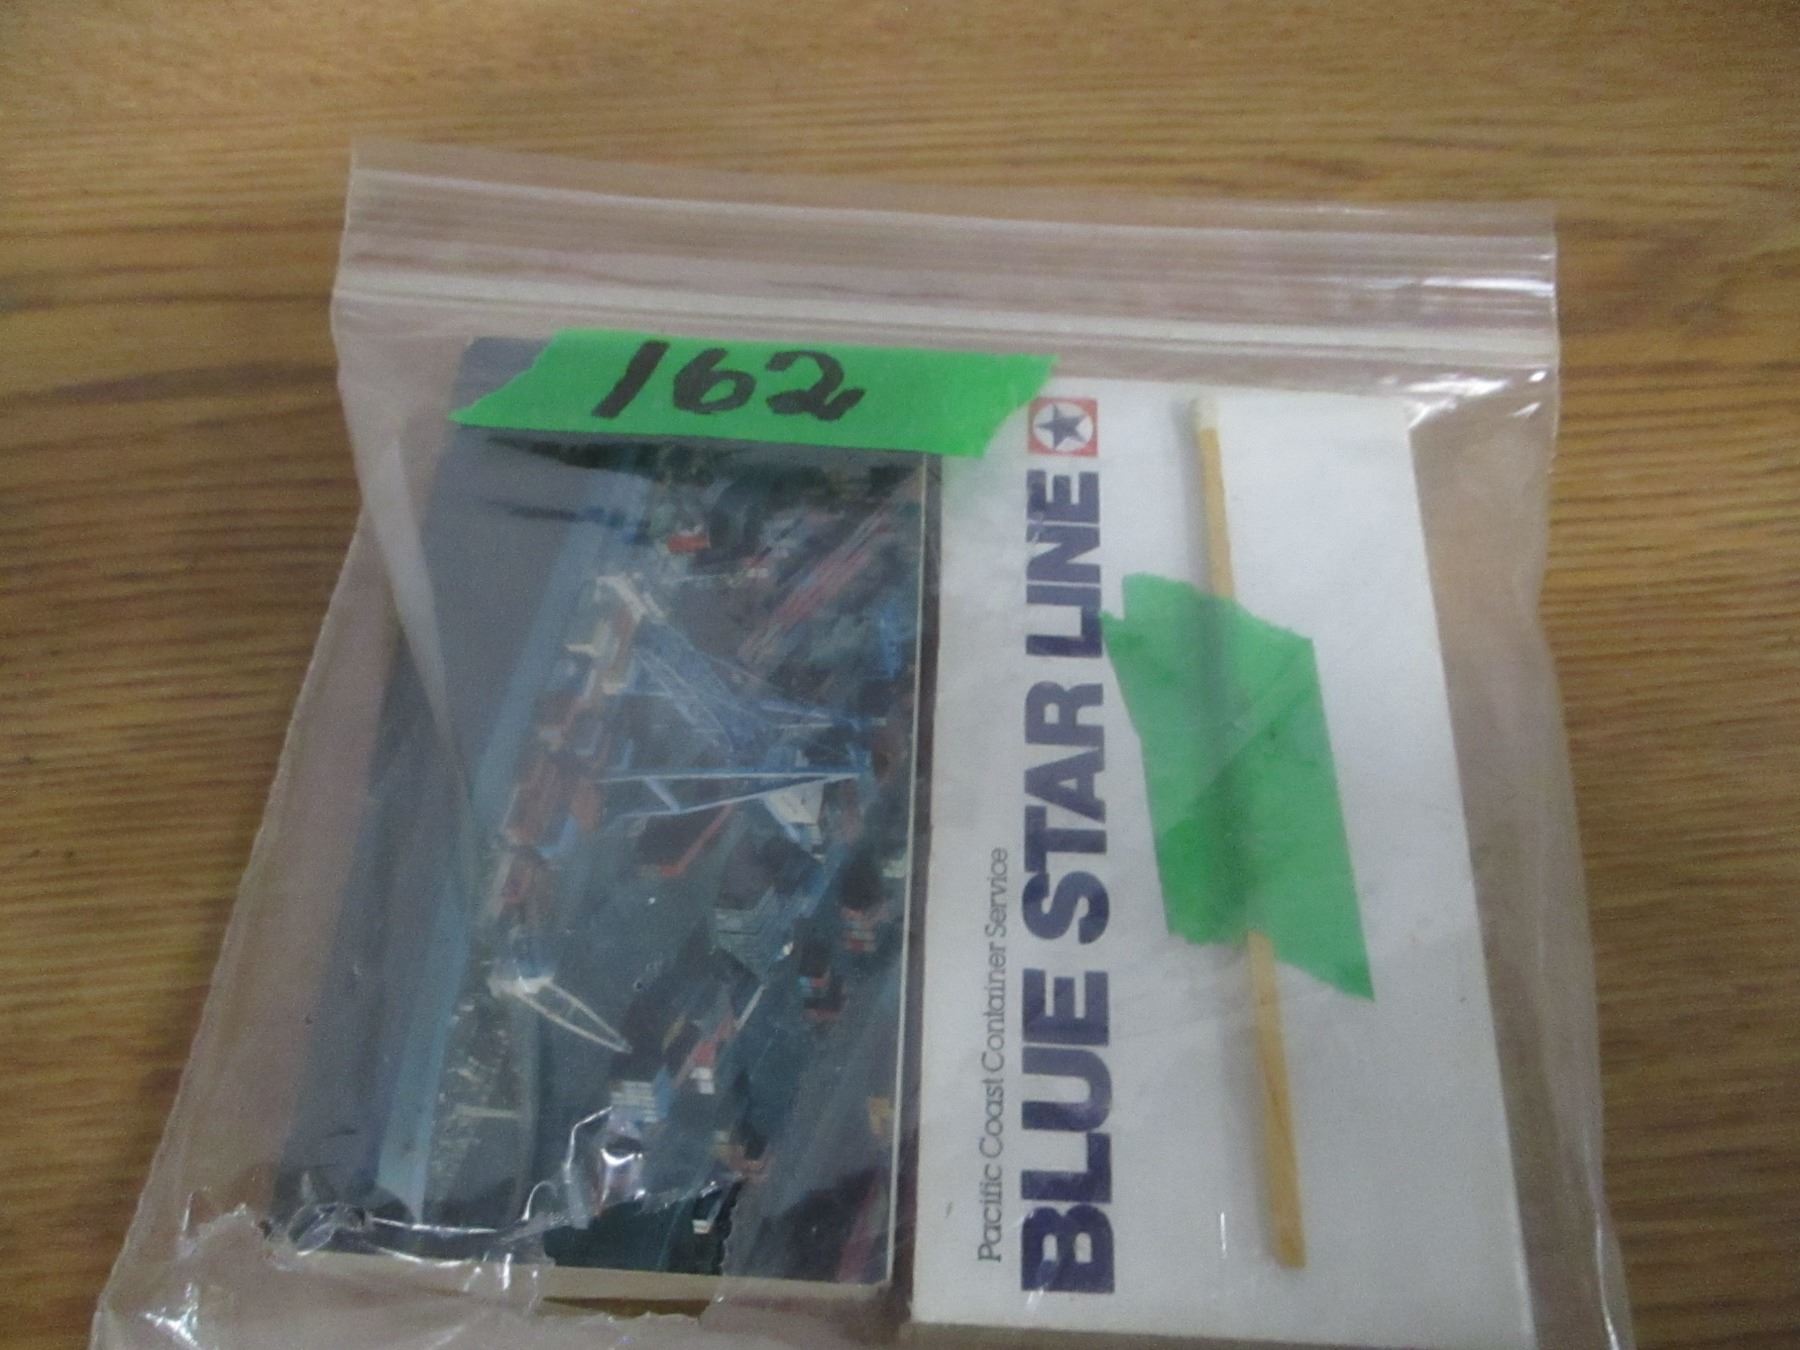 162
Pacific Coast Container Service
BLUE STAR LINE